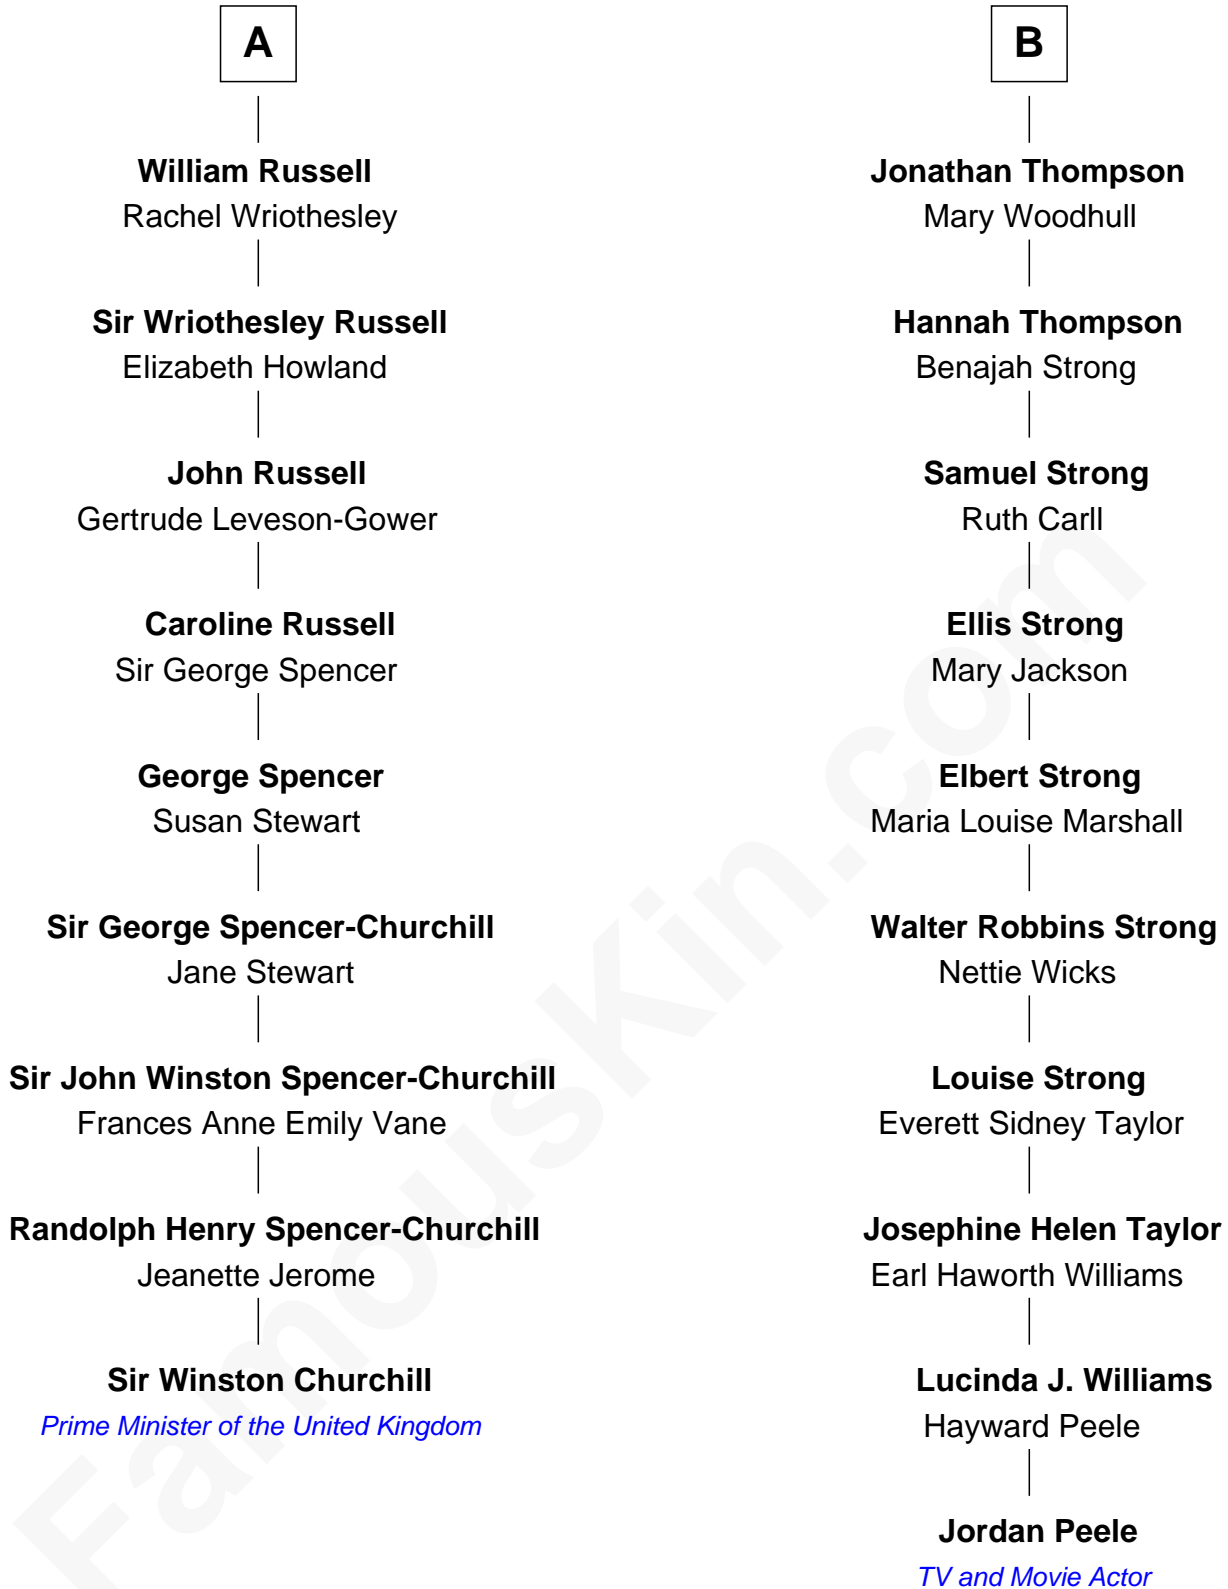 A
William Russell
Rachel Wriothesley
Sir Wriothesley Russell
Elizabeth Howland
John Russell
Gertrude Leveson-Gower
Caroline Russell
Sir George Spencer
George Spencer
Susan Stewart
Sir George Spencer-Churchill
Jane Stewart
Sir John Winston Spencer-Churchill
Frances Anne Emily Vane
Randolph Henry Spencer-Churchill
Jeanette Jerome
Sir Winston Churchill
Prime Minister of the United Kingdom
B
Jonathan Thompson
Mary Woodhull
Hannah Thompson
Benajah Strong
Samuel Strong
Ruth Carll
Ellis Strong
Mary Jackson
Elbert Strong
Maria Louise Marshall
Walter Robbins Strong
Nettie Wicks
Louise Strong
Everett Sidney Taylor
Josephine Helen Taylor
Earl Haworth Williams
Lucinda J. Williams
Hayward Peele
Jordan Peele
TV and Movie Actor
FamousKin.com